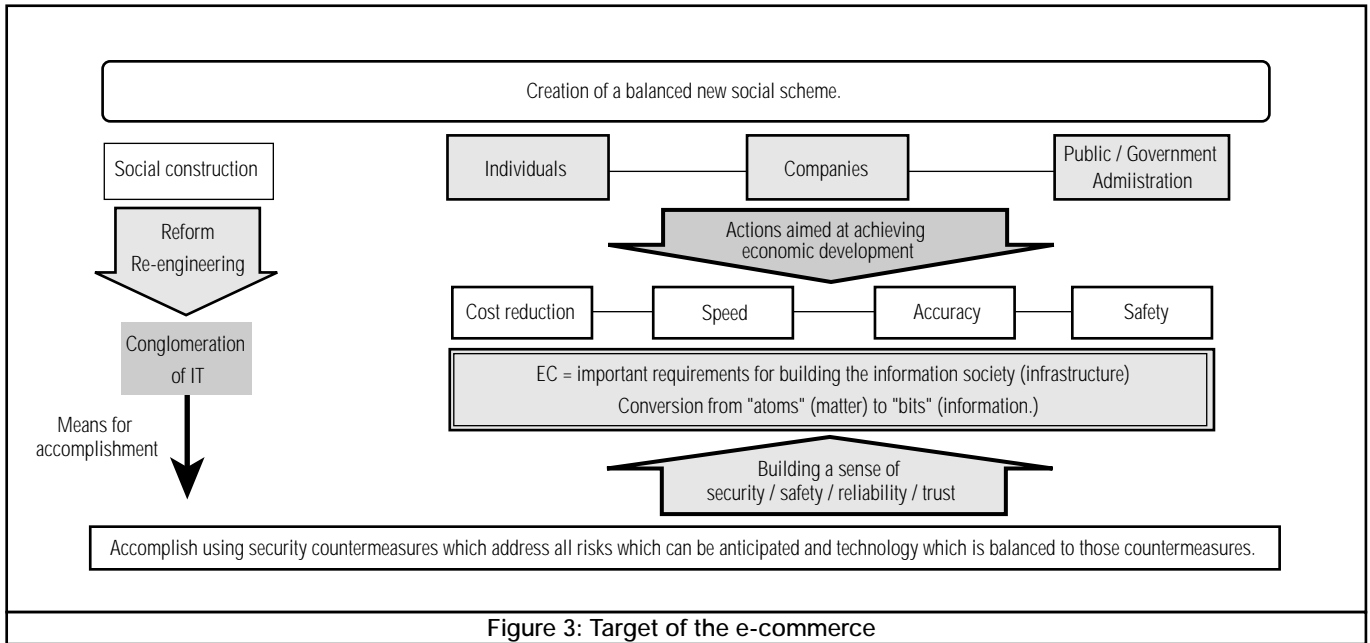 Creation of a balanced new social scheme.
Social construction
Individuals
Companies
Public / Government
Admiistration
Reform
Re-engineering
Actions aimed at achieving
economic development
Cost reduction
Speed
Accuracy
Safety
Conglomeration
of IT
EC = important requirements for building the information society (infrastructure)
Conversion from "atoms" (matter) to "bits" (information.)
Means for
accomplishment
Building a sense of
security / safety / reliability / trust
Accomplish using security countermeasures which address all risks which can be anticipated and technology which is balanced to those countermeasures.
Figure 3: Target of the e-commerce